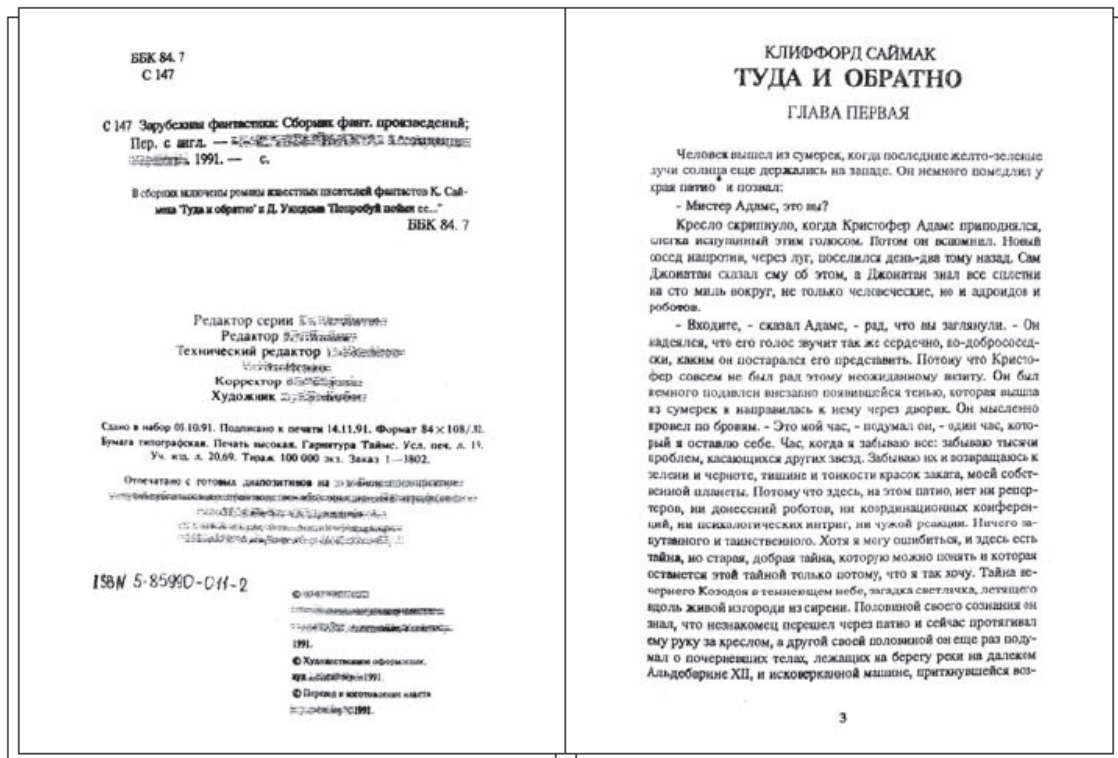 ББК 84. 7
С 147
С 147 Зарубежная фантастика: Сборник фант. произведений;
Пер. с англ. —
1991. — с.
В сборник включены романы известных писателей фантастов К. Сай-
мака "Туда и обратно" и Д. Уиндема "Попробуй пойми ее..."
ББК 84. 7
Редактор серии
Редактор
Технический редактор
Корректор
Художник
Сдано в набор 05.10.91. Подписано к печати 14.11.91. Формат 84×108/32.
Бумага типографская. Печать высокая. Гарнитура Таймс. Усл. печ. л. 19.
Уч. изд. л. 20,69. Тираж 100 000 экз. Заказ 1—3802.
Отпечатано с готовых диапозитивов на
ISBN 5-85990-011-2
©
1991.
© Художественное оформление,
1991.
© Перевод и изготовление
©1991.
КЛИФФОРД САЙМАК
ТУДА И ОБРАТНО
ГЛАВА ПЕРВАЯ
Человек вышел из сумерек, когда последние желто-зеленые
лучи солнца еще держались на западе. Он немного помедлил у
края патио и позвал:
- Мистер Адамс, это вы?
Кресло скрипнуло, когда Кристофер Адамс приподнялся,
слегка испуганный этим голосом. Потом он вспомнил. Новый
сосед напротив, через луг, поселился день-два тому назад. Сам
Джонатан сказал ему об этом, а Джонатан знал все сплетни
на сто миль вокруг, не только человеческие, но и адроидов и
роботов.
- Входите, - сказал Адамс, - рад, что вы заглянули. - Он
надеялся, что его голос звучит так же сердечно, по-добрососед-
ски, каким он постарался его представить. Потому что Кристо-
фер совсем не был рад этому неожиданному визиту. Он был
немного подавлен внезапно появившейся тенью, которая вышла
из сумерек и направилась к нему через дворик. Он мысленно
провел по бровям. - Это мой час, - подумал он, - один час, кото-
рый я оставлю себе. Час, когда я забываю все: забываю тысячи
проблем, касающихся других звезд. Забываю их и возвращаюсь к
зелени и черноте, тишине и тонкости красок заката, моей собст-
венной планеты. Потому что здесь, на этом патио, нет ни репор-
теров, ни донесений роботов, ни координационных конферен-
ций, ни психологических интриг, ни чужой реакции. Ничего за-
путанного и таинственного. Хотя я могу ошибиться, и здесь есть
тайна, но старая, добрая тайна, которую можно понять и которая
останется этой тайной только потому, что я так хочу. Тайна ве-
чернего Козодоя в темнеющем небе, загадка светлячка, летящего
вдоль живой изгороди из сирени. Половиной своего сознания он
знал, что незнакомец перешел через патио и сейчас протягивал
ему руку за креслом, а другой своей половиной он еще раз поду-
мал о почерневших телах, лежащих на берегу реки на далеком
Альдебарине XII, и исковерканной машине, приткнувшейся воз-
3